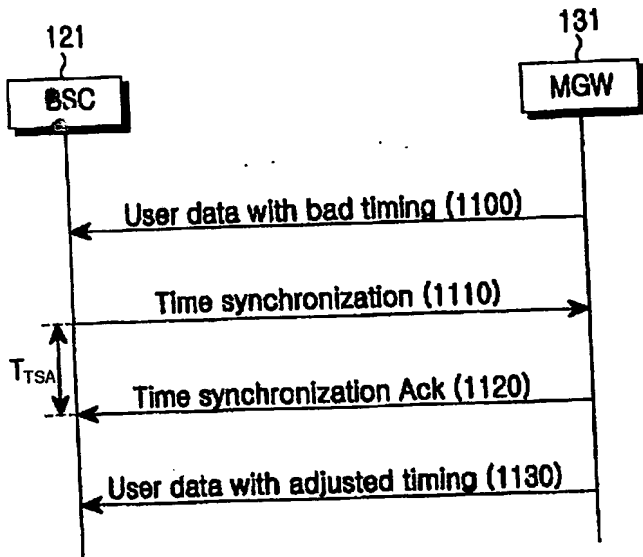 121
131
BSC
MGW
User data with bad timing (1100)
Time synchronization (1110)
TTSA
Time synchronization Ack (1120)
User data with adjusted timing (1130)